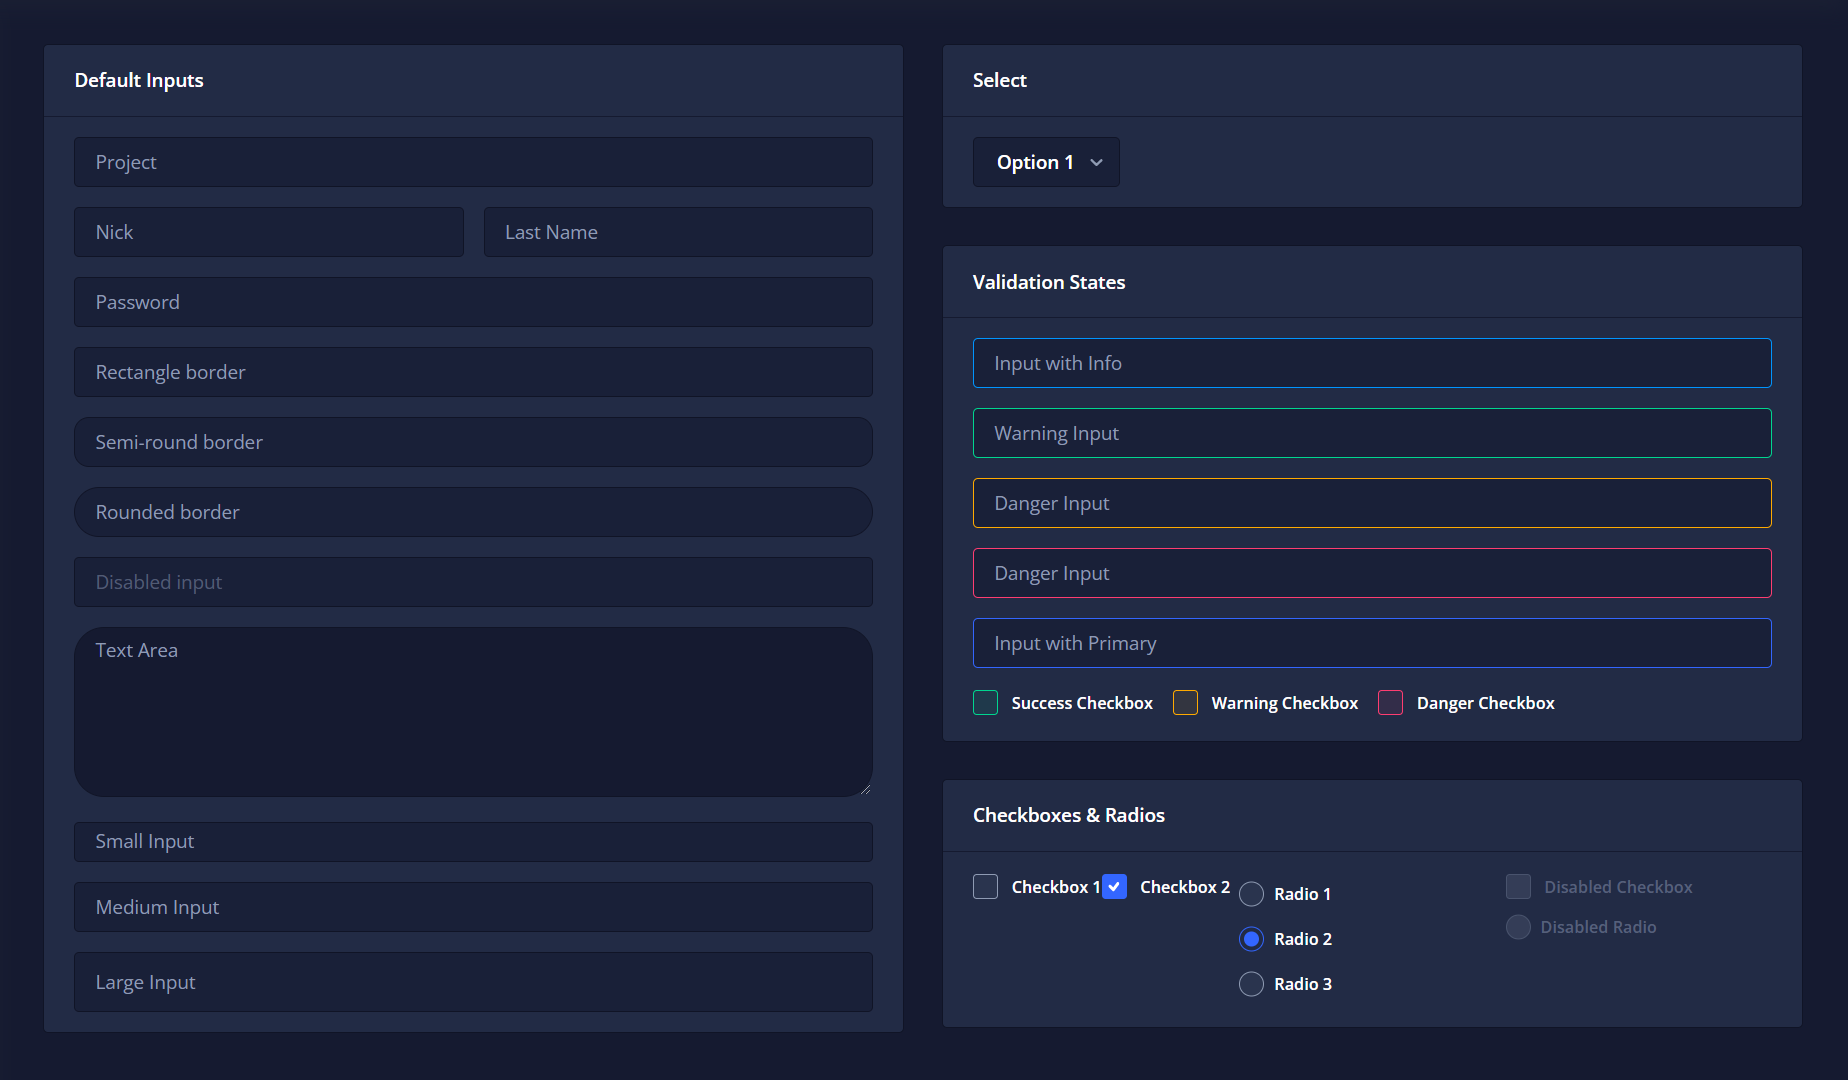 Default Inputs
Project
Nick
Last Name
Password
Rectangle border
Semi-round border
Rounded border
Disabled input
Text Area
Small Input
Medium Input
Large Input
Select
Option 1
Validation States
Input with Info
Warning Input
Danger Input
Danger Input
Input with Primary
Success Checkbox Warning Checkbox Danger Checkbox
Checkboxes & Radios
Checkbox 1 Checkbox 2
Radio 1
Radio 2
Radio 3
Disabled Checkbox
Disabled Radio